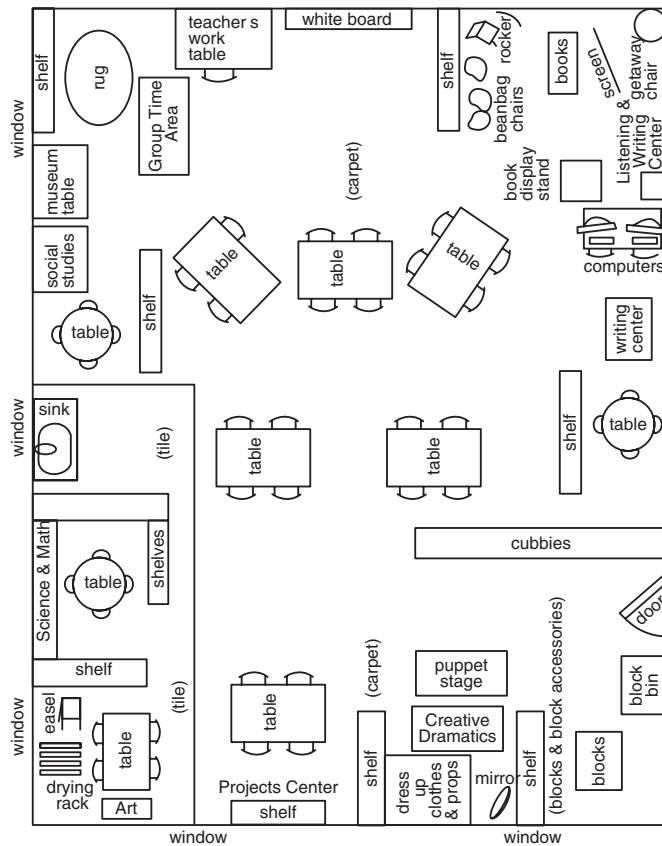 teacher s
work
table
white board
shelf
rug
Group Time
Area
shelf
rocker
beanbag
chairs
books
screen
getaway
chair
Listening &
Writing
Center
window
museum
table
(carpet)
book
display
stand
social
studies
table
table
table
computers
shelf
table
writing
center
window
sink
(tile)
table
table
shelf
table
Science & Math
table
shelves
cubbies
door
shelf
(tile)
table
(carpet)
puppet
stage
(blocks & block accessories)
block
bin
window
easel
table
drying
rack
Art
Projects Center
shelf
shelf
Creative
Dramatics
dress
up
clothes
& props
mirror
shelf
blocks
window
window